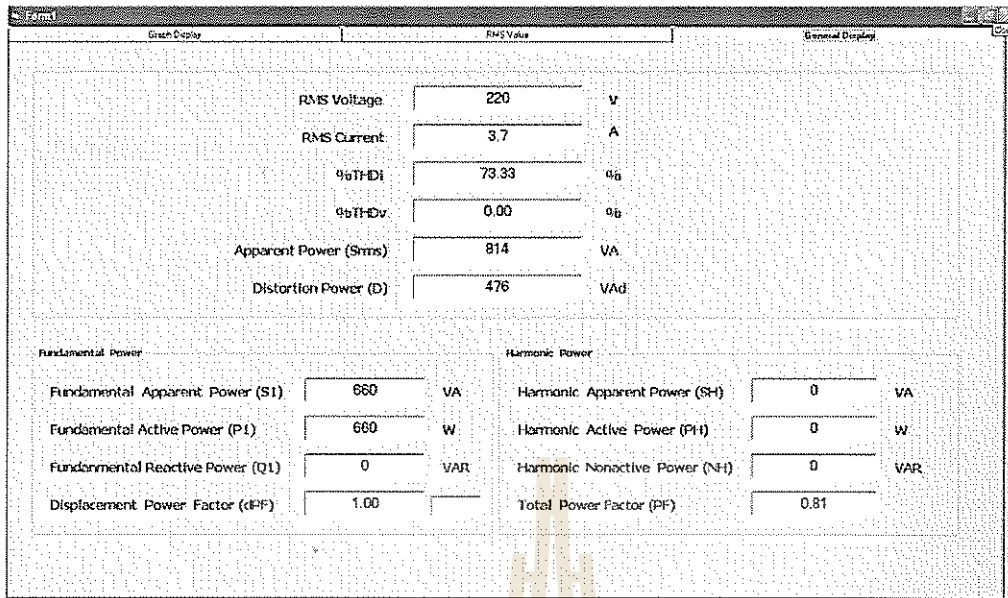 Form1
Graph Display RMS Value General Display
RMS Voltage 220 V
RMS Current 3.7 A
%THDi 73.33 %
%THDv 0.00 %
Apparent Power (Srms) 814 VA
Distortion Power (D) 476 VAd
Fundamental Power
Fundamental Apparent Power (S1) 660 VA
Fundamental Active Power (P1) 660 W
Fundanmental Reactive Power (Q1) 0 VAR
Displacement Power Factor (dPF) 1.00
Harmonic Power
Harmonic Apparent Power (SH) 0 VA
Harmonic Active Power (PH) 0 W
Harmonic Nonactive Power (NH) 0 VAR
Total Power Factor (PF) 0.81